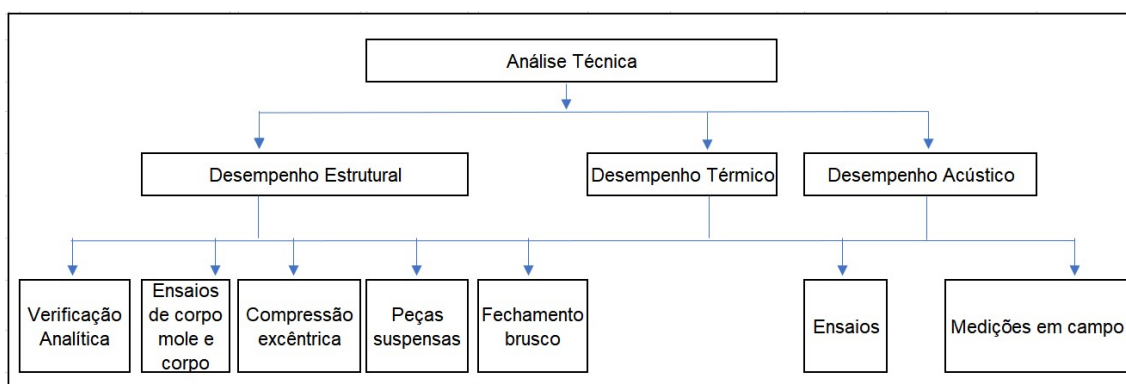 Análise Técnica
Desempenho Estrutural
Desempenho Térmico
Desempenho Acústico
Verificação
Analítica
Ensaios
de corpo
mole e
corpo
Compressão
excêntrica
Peças
suspensas
Fechamento
brusco
Ensaios
Medições em campo